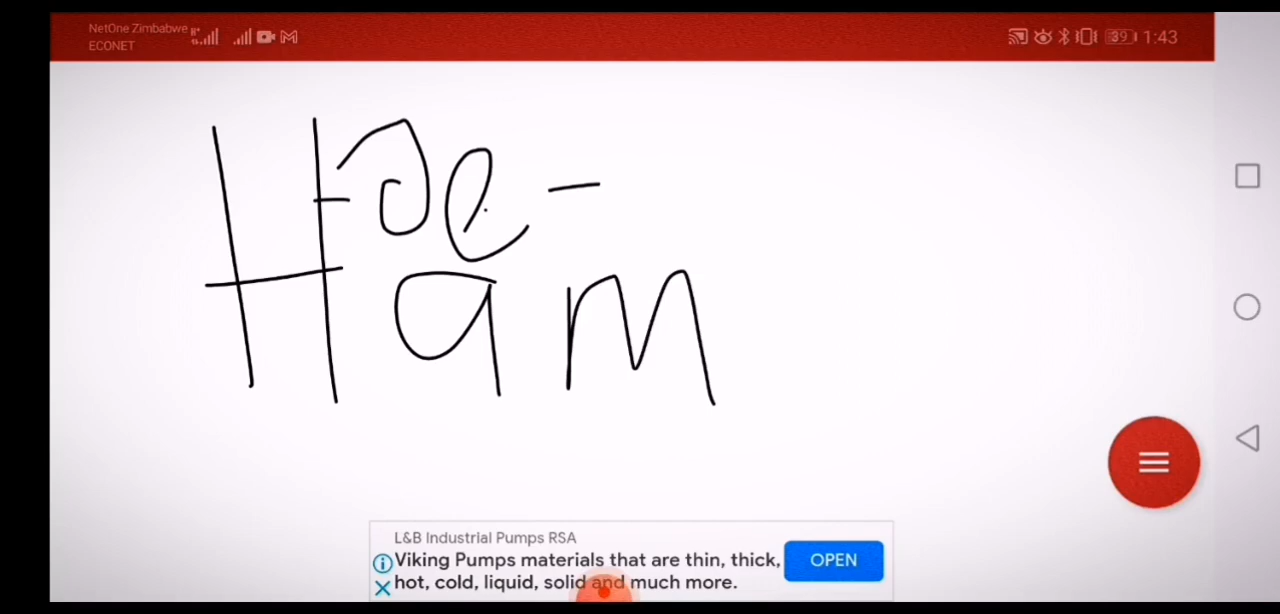 NetOne Zimbabwe
ECONET
39 1:43
Ham
L&B Industrial Pumps RSA
Viking Pumps materials that are thin, thick,
hot, cold, liquid, solid and much more.
OPEN